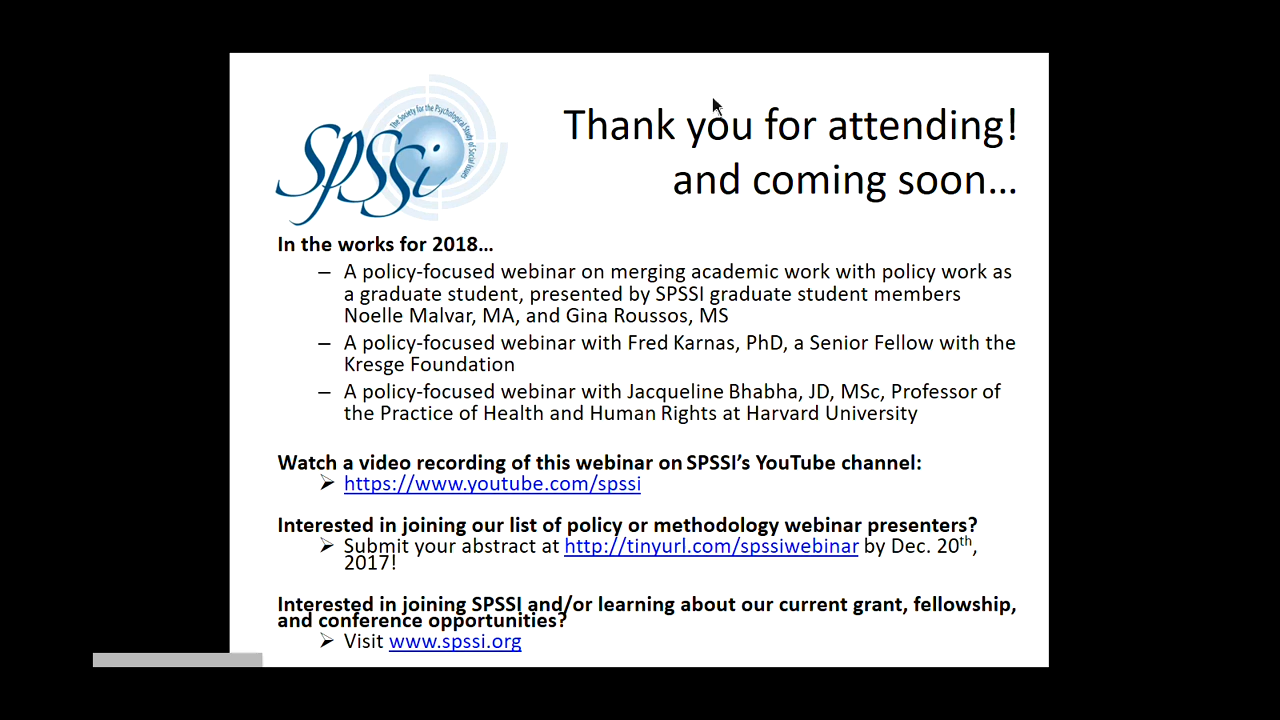 The Society for the Psychological Study of Social Issues
SPSSi
Thank you for attending!
and coming soon…
In the works for 2018…
– A policy-focused webinar on merging academic work with policy work as
a graduate student, presented by SPSSI graduate student members
Noelle Malvar, MA, and Gina Roussos, MS
– A policy-focused webinar with Fred Karnas, PhD, a Senior Fellow with the
Kresge Foundation
– A policy-focused webinar with Jacqueline Bhabha, JD, MSc, Professor of
the Practice of Health and Human Rights at Harvard University
Watch a video recording of this webinar on SPSSI’s YouTube channel:
➢ https://www.youtube.com/spssi
Interested in joining our list of policy or methodology webinar presenters?
➢ Submit your abstract at http://tinyurl.com/spssiwebinar by Dec. 20th,
2017!
Interested in joining SPSSI and/or learning about our current grant, fellowship,
and conference opportunities?
➢ Visit www.spssi.org